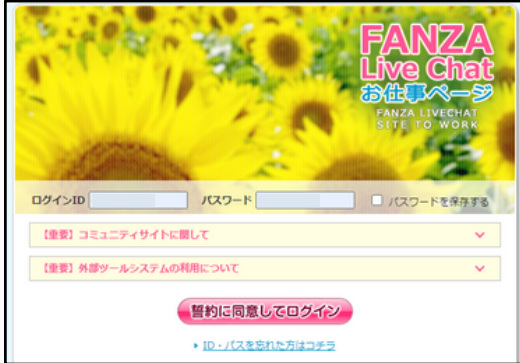 FANZA
Live Chat
お仕事ページ
FANZA LIVECHAT
SITE TO WORK
ログインID パスワード パスワードを保存する
【重要】コミュニティサイトに関して
【重要】外部ツールシステムの利用について
誓約に同意してログイン
ID・パスを忘れた方はコチラ